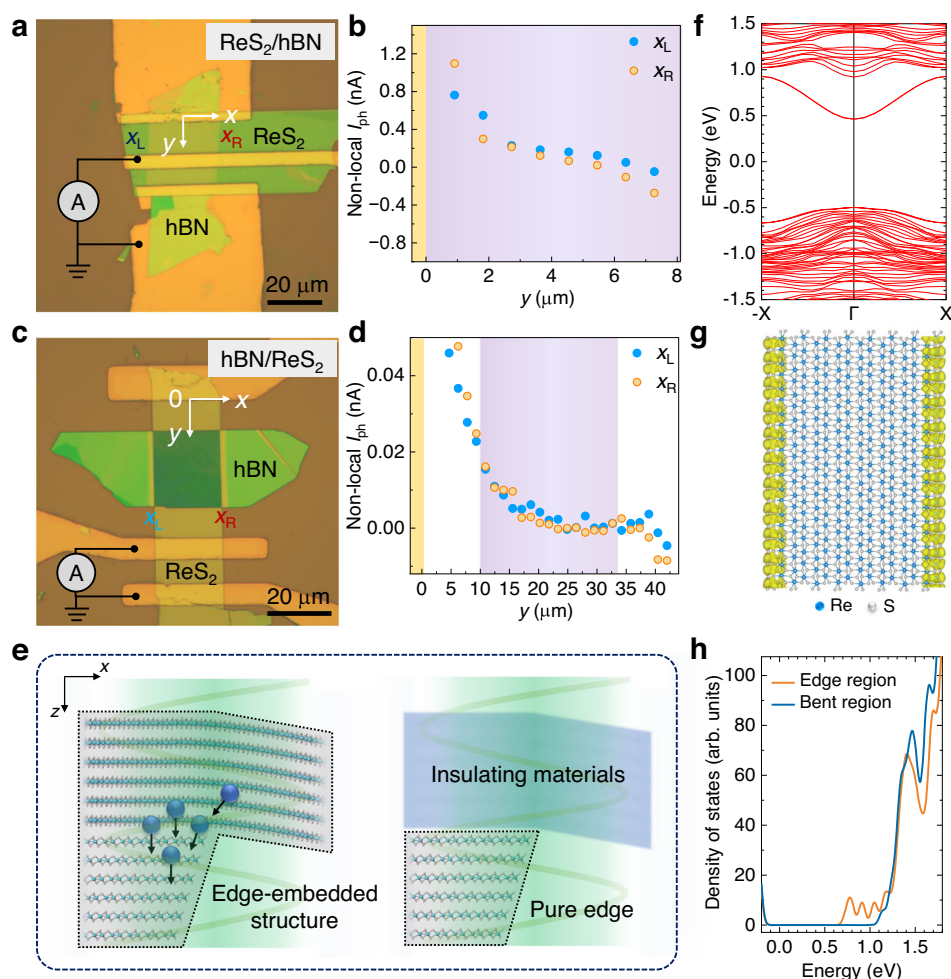 a
ReS2/hBN
xL
x
y
xR
ReS2
A
hBN
20 μm
b
Non-local Iph (nA)
1.2
0.8
0.4
0.0
−0.4
−0.8
xL
xR
0
2
4
6
8
y (μm)
c
hBN/ReS2
0
x
y
hBN
xL
xR
A
ReS2
20 μm
d
Non-local Iph (nA)
0.04
0.02
0.00
xL
xR
0
5
10
15
20
25
30
35
40
y (μm)
e
x
z
Edge-embedded
structure
Insulating materials
Pure edge
f
Energy (eV)
1.5
1.0
0.5
0.0
-0.5
-1.0
-1.5
-X
Γ
X
g
Re
S
h
Density of states (arb. units)
100
80
60
40
20
0
Edge region
Bent region
0.0
0.6
1.2
Energy (eV)